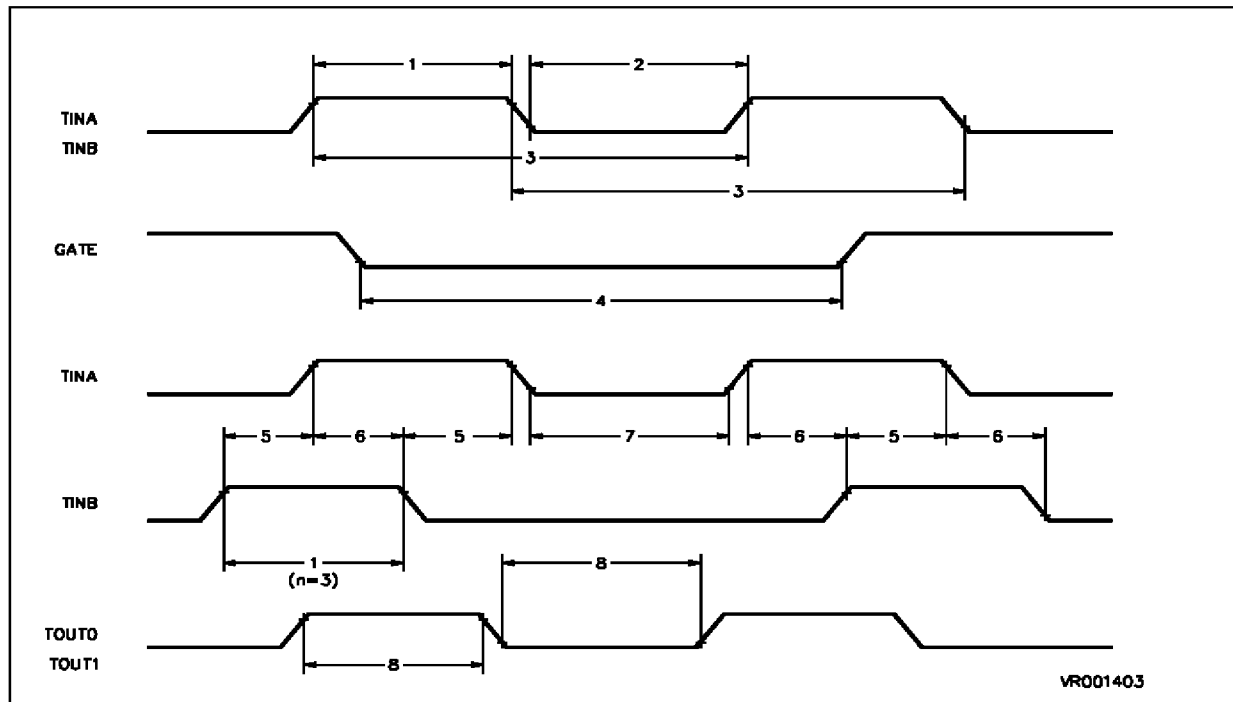 1
2
TINA
TINB
3
3
GATE
4
TINA
5 6 5 7 6 5 6
TINB
1
(n=3)
8
TOUT0
TOUT1
8
VR001403